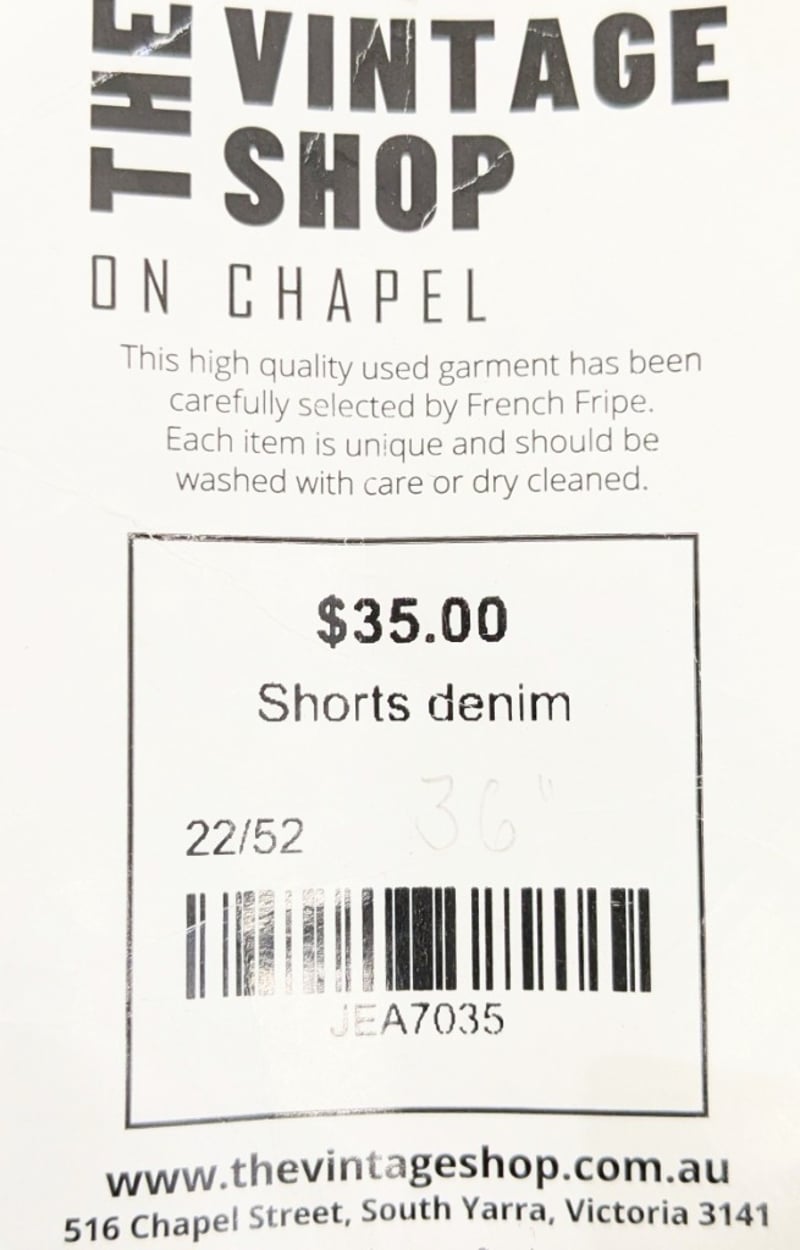 THE VINTAGE
SHOP
ON CHAPEL
This high quality used garment has been
carefully selected by French Fripe.
Each item is unique and should be
washed with care or dry cleaned.
$35.00
Shorts denim
36"
22/52
JEA7035
www.thevintageshop.com.au
516 Chapel Street, South Yarra, Victoria 3141